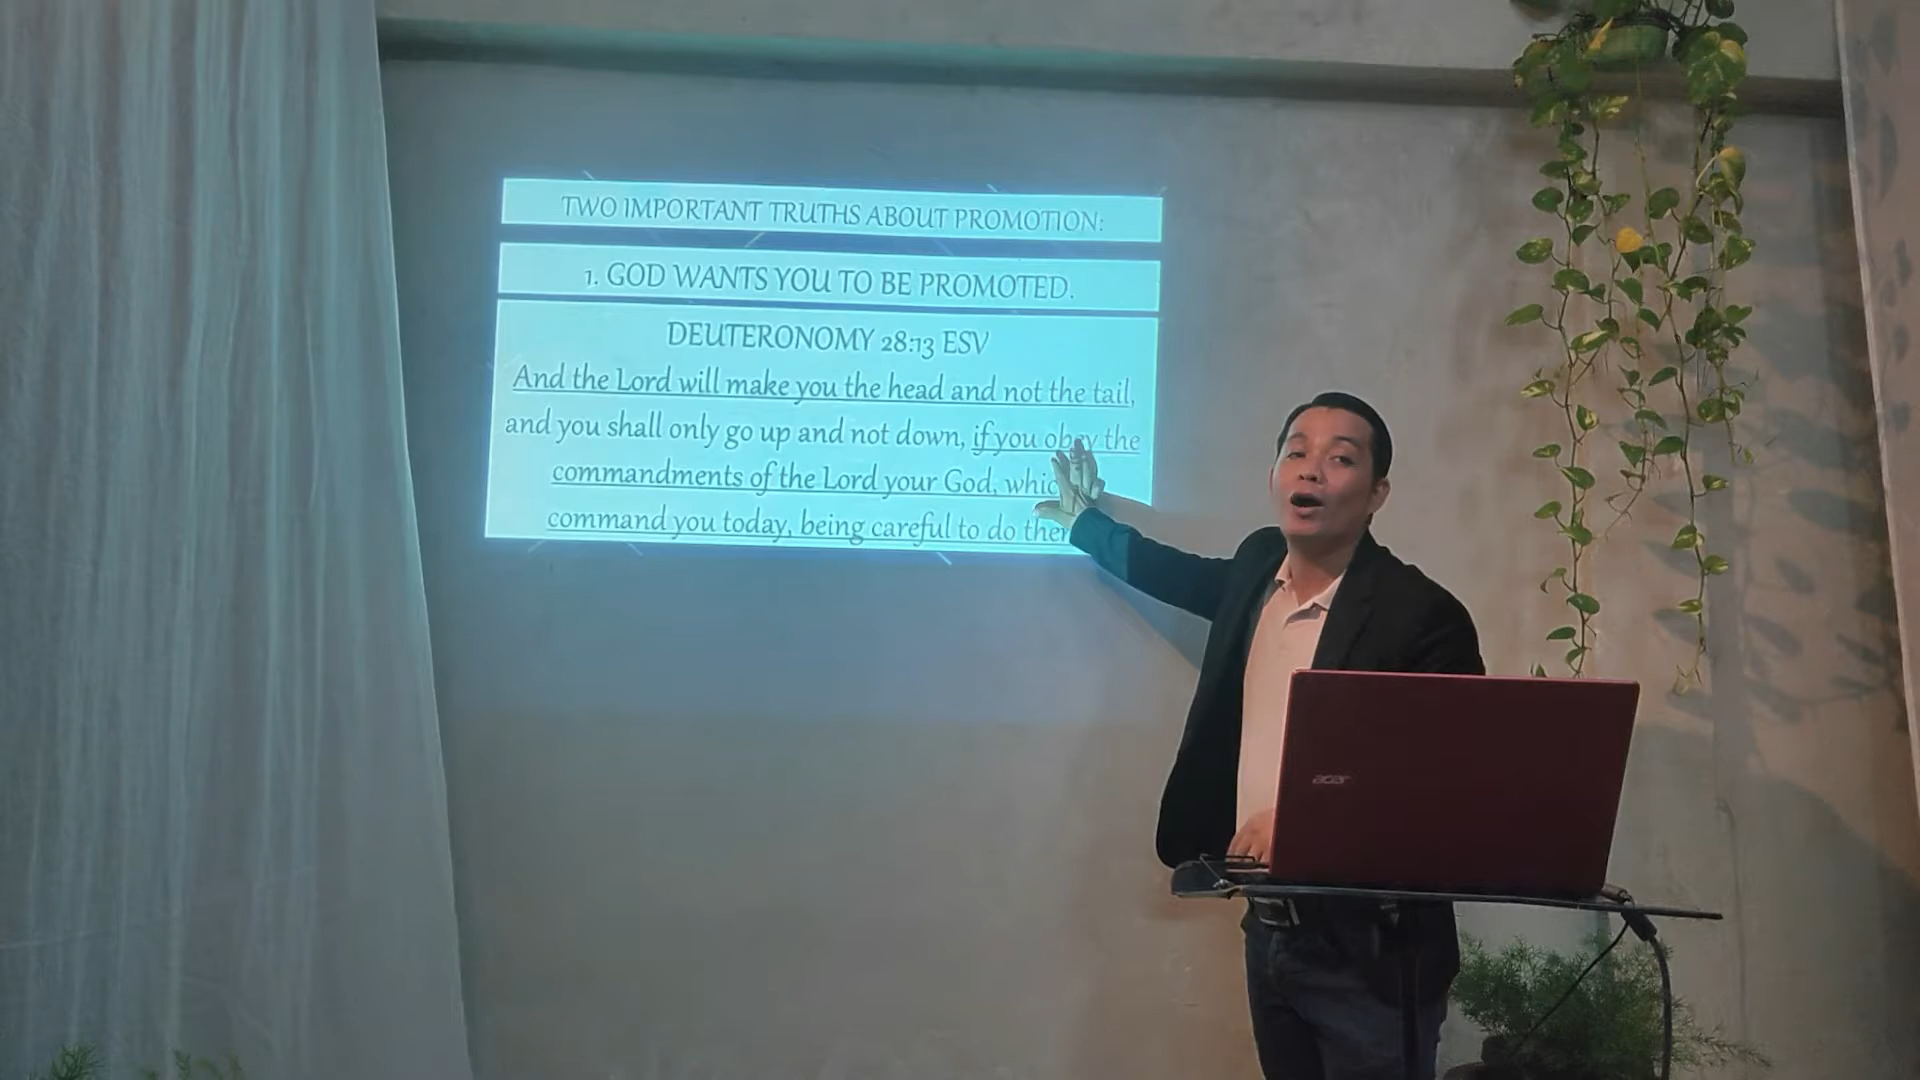 TWO IMPORTANT TRUTHS ABOUT PROMOTION:
1. GOD WANTS YOU TO BE PROMOTED.
DEUTERONOMY 28:13 ESV
And the Lord will make you the head and not the tail,
and you shall only go up and not down, if you obey the
commandments of the Lord your God,
command you today, being careful to do
acer